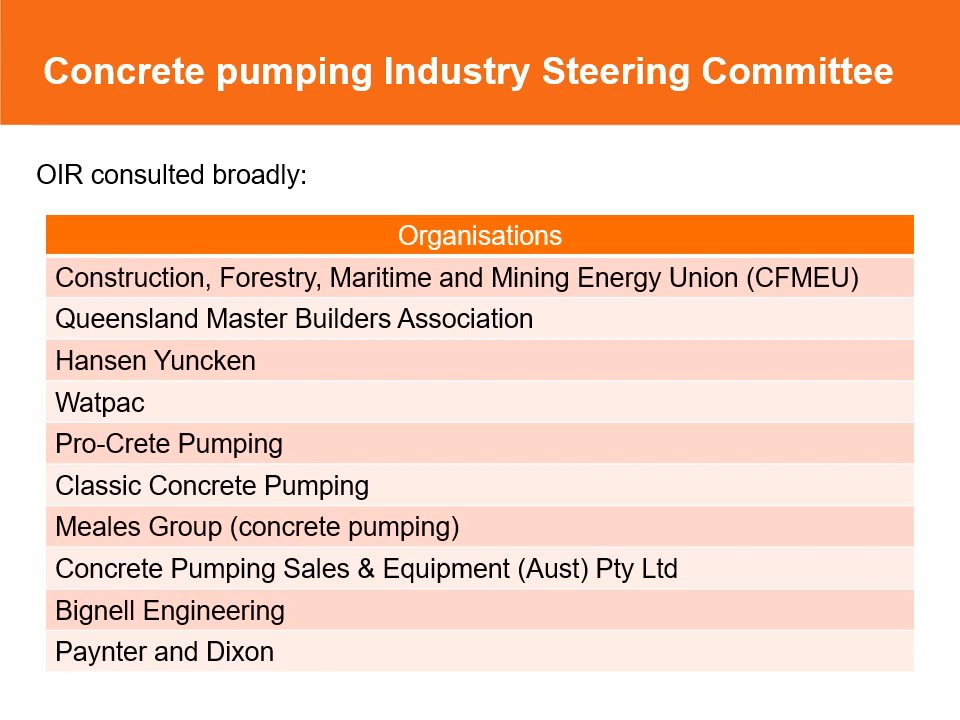 Concrete pumping Industry Steering Committee
OIR consulted broadly:
Organisations
Construction, Forestry, Maritime and Mining Energy Union (CFMEU)
Queensland Master Builders Association
Hansen Yuncken
Watpac
Pro-Crete Pumping
Classic Concrete Pumping
Meales Group (concrete pumping)
Concrete Pumping Sales & Equipment (Aust) Pty Ltd
Bignell Engineering
Paynter and Dixon